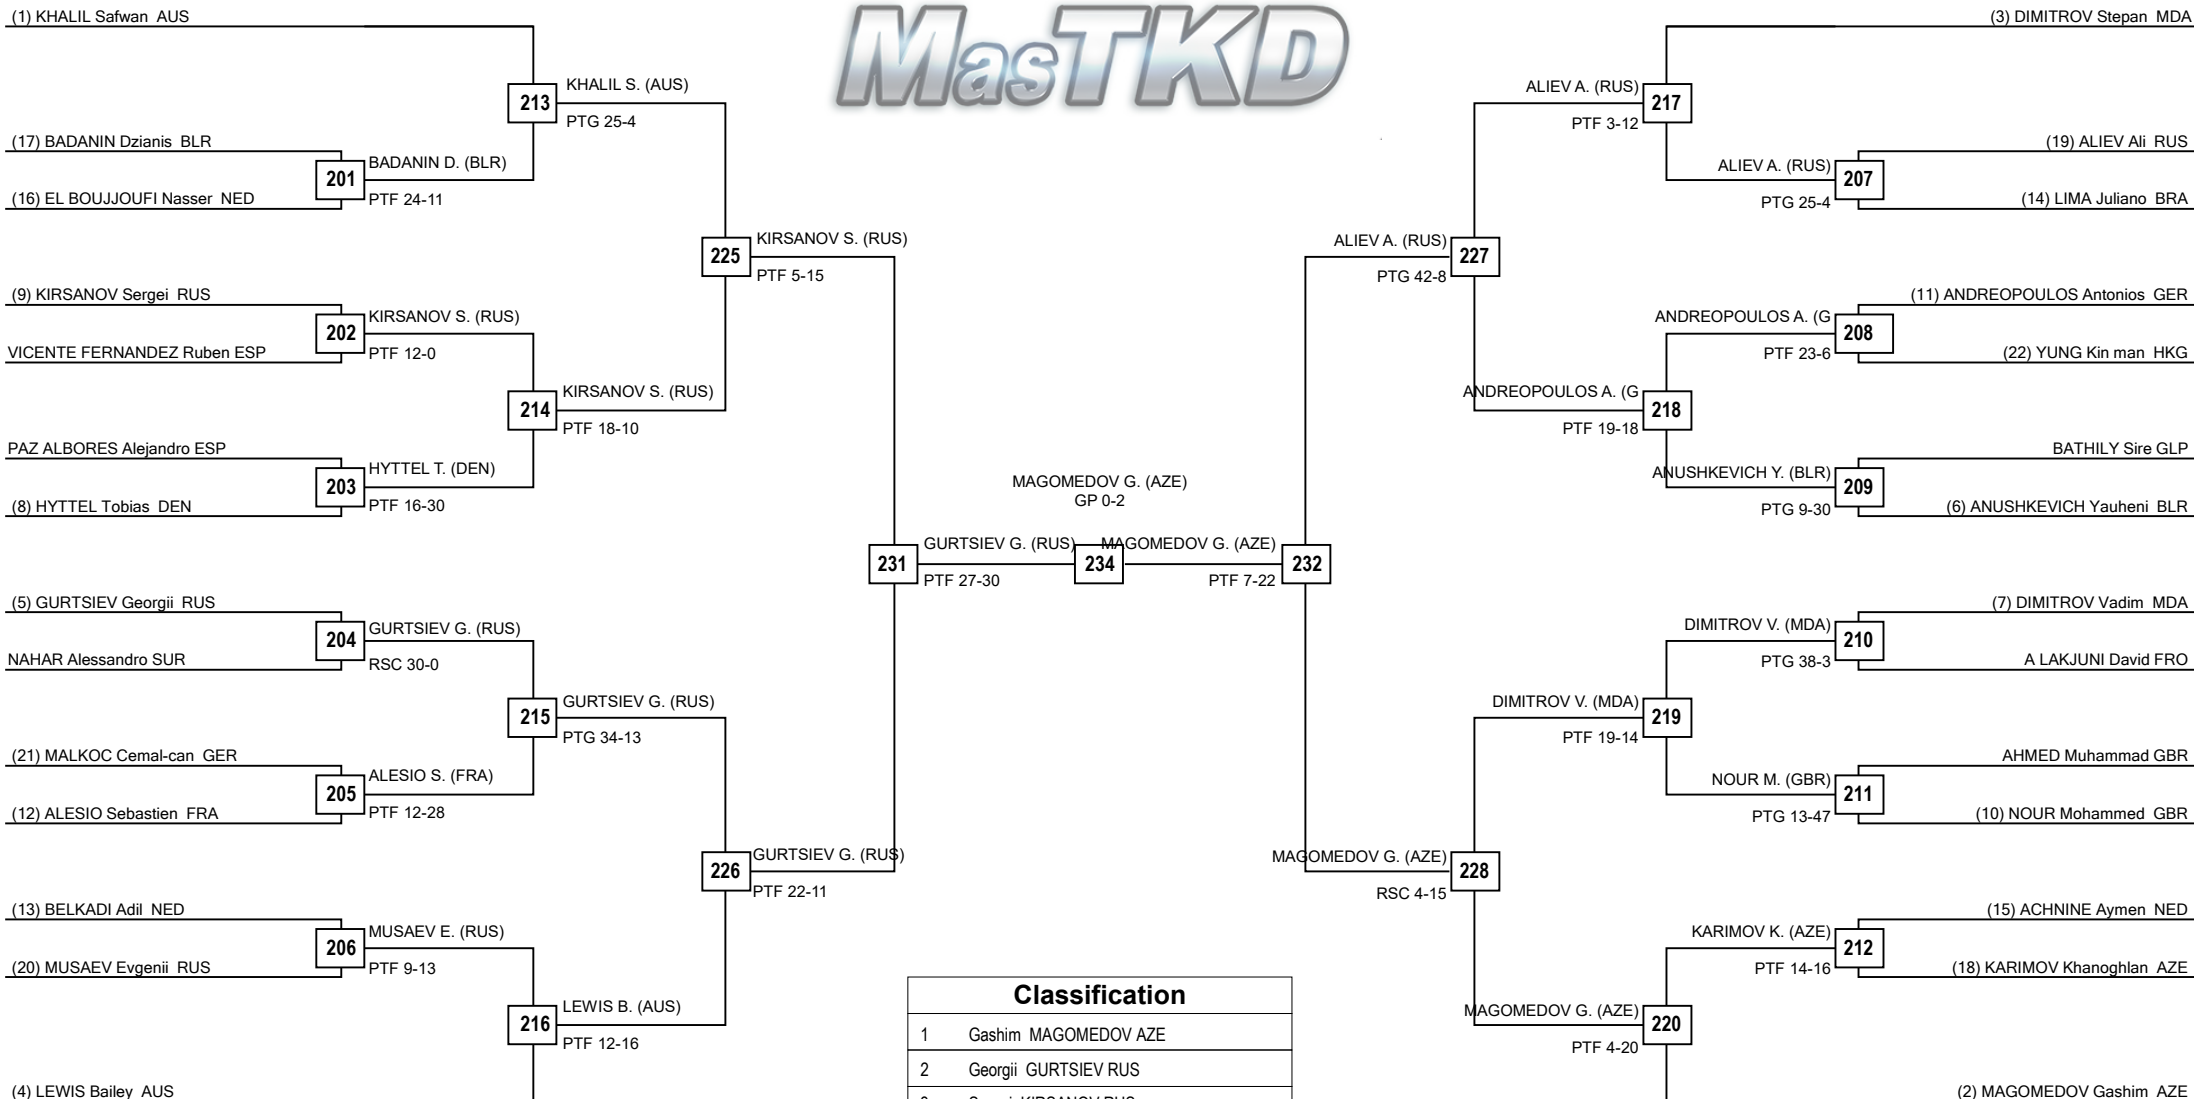 (1) KHALIL Safwan AUS
MasTKD
(3) DIMITROV Stepan MDA
213
KHALIL S. (AUS)
PTG 25-4
ALIEV A. (RUS)
PTF 3-12
217
(17) BADANIN Dzianis BLR
201
BADANIN D. (BLR)
PTF 24-11
(16) EL BOUJJOUFI Nasser NED
(19) ALIEV Ali RUS
ALIEV A. (RUS)
PTG 25-4
207
(14) LIMA Juliano BRA
225
KIRSANOV S. (RUS)
PTF 5-15
ALIEV A. (RUS)
PTG 42-8
227
(9) KIRSANOV Sergei RUS
202
KIRSANOV S. (RUS)
PTF 12-0
VICENTE FERNANDEZ Ruben ESP
(11) ANDREOPOULOS Antonios GER
ANDREOPOULOS A. (G
PTF 23-6
208
(22) YUNG Kin man HKG
214
KIRSANOV S. (RUS)
PTF 18-10
ANDREOPOULOS A. (G
PTF 19-18
218
PAZ ALBORES Alejandro ESP
203
HYTTEL T. (DEN)
PTF 16-30
(8) HYTTEL Tobias DEN
BATHILY Sire GLP
ANUSHKEVICH Y. (BLR)
PTG 9-30
209
(6) ANUSHKEVICH Yauheni BLR
MAGOMEDOV G. (AZE)
GP 0-2
231
GURTSIEV G. (RUS)
PTF 27-30
234
MAGOMEDOV G. (AZE)
PTF 7-22
232
(5) GURTSIEV Georgii RUS
204
GURTSIEV G. (RUS)
RSC 30-0
NAHAR Alessandro SUR
(7) DIMITROV Vadim MDA
DIMITROV V. (MDA)
PTG 38-3
210
A LAKJUNI David FRO
215
GURTSIEV G. (RUS)
PTG 34-13
DIMITROV V. (MDA)
PTF 19-14
219
(21) MALKOC Cemal-can GER
205
ALESIO S. (FRA)
PTF 12-28
(12) ALESIO Sebastien FRA
AHMED Muhammad GBR
NOUR M. (GBR)
PTG 13-47
211
(10) NOUR Mohammed GBR
226
GURTSIEV G. (RUS)
PTF 22-11
MAGOMEDOV G. (AZE)
RSC 4-15
228
(13) BELKADI Adil NED
206
MUSAEV E. (RUS)
PTF 9-13
(20) MUSAEV Evgenii RUS
(15) ACHNINE Aymen NED
KARIMOV K. (AZE)
PTF 14-16
212
(18) KARIMOV Khanoghlan AZE
216
LEWIS B. (AUS)
PTF 12-16
MAGOMEDOV G. (AZE)
PTF 4-20
220
(4) LEWIS Bailey AUS
(2) MAGOMEDOV Gashim AZE
Classification
1 Gashim MAGOMEDOV AZE
2 Georgii GURTSIEV RUS